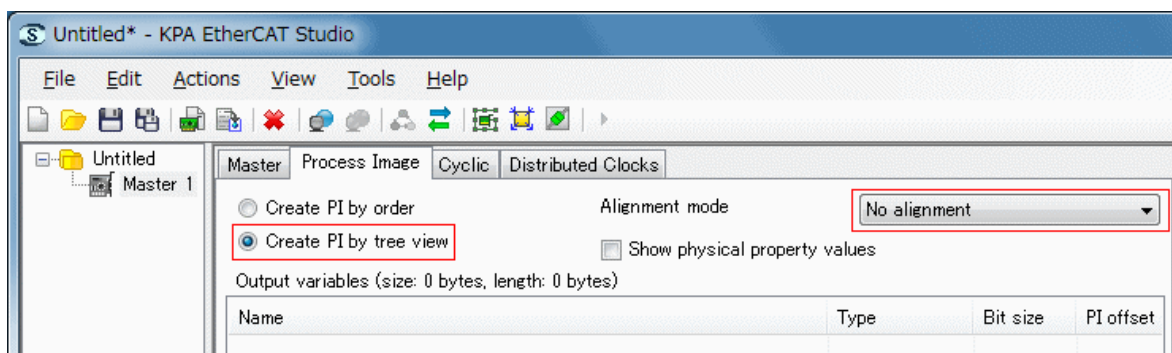 Untitled* - KPA EtherCAT Studio
File Edit Actions View Tools Help
Untitled
Master 1
Master Process Image Cyclic Distributed Clocks
Create PI by order Alignment mode No alignment
Create PI by tree view Show physical property values
Output variables (size: 0 bytes, length: 0 bytes)
Name Type Bit size PI offset